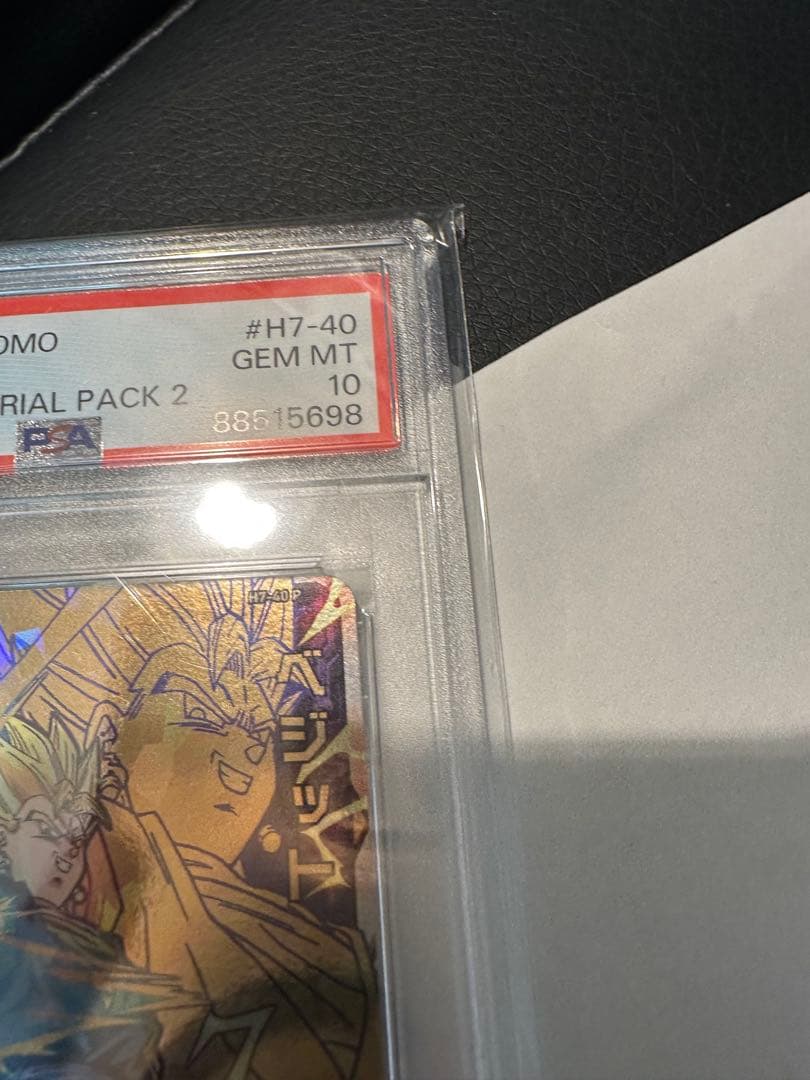 OMO
#H7-40
GEM MT
RIAL PACK 2
10
88515698
PSA
H7-40 P
ベジット